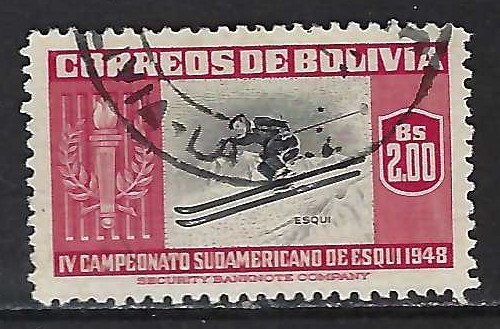 CORREOS DE BOLIVIA
Bs
2.00
ESQUI
IV CAMPEONATO SUDAMERICANO DE ESQUI 1948
SECURITY BANKNOTE COMPANY